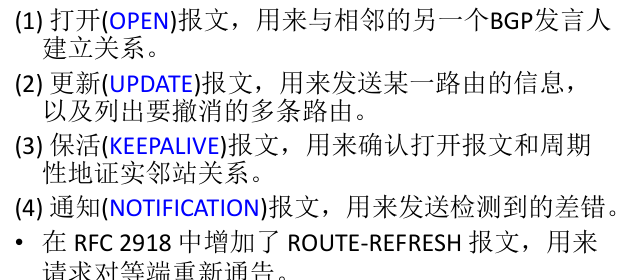 (1) 打开(OPEN)报文，用来与相邻的另一个BGP发言人
建立关系。
(2) 更新(UPDATE)报文，用来发送某一路由的信息，
以及列出要撤消的多条路由。
(3) 保活(KEEPALIVE)报文，用来确认打开报文和周期
性地证实邻站关系。
(4) 通知(NOTIFICATION)报文，用来发送检测到的差错。
• 在 RFC 2918 中增加了 ROUTE-REFRESH 报文，用来
请求对等端重新通告。